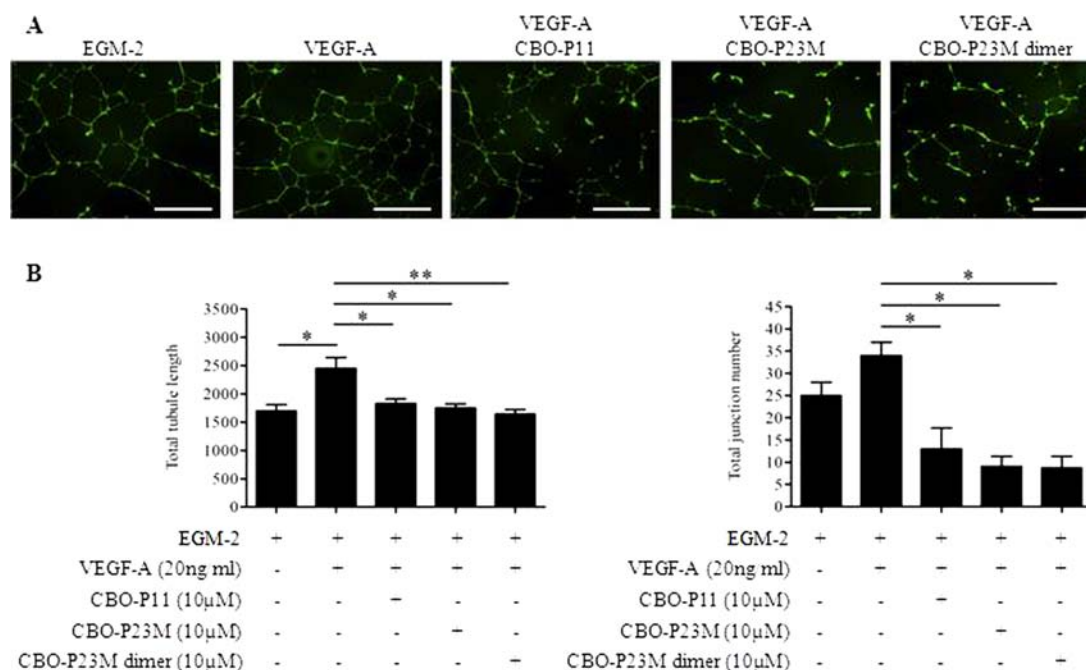 A
EGM-2
VEGF-A
VEGF-A
CBO-P11
VEGF-A
CBO-P23M
VEGF-A
CBO-P23M dimer
B
Total tubule length
3500
3000
2500
2000
1500
1000
500
0
*
*
*
**
EGM-2 + + + + +
VEGF-A (20ng ml) - + + + +
CBO-P11 (10µM) - - + - -
CBO-P23M (10µM) - - - + -
CBO-P23M dimer (10µM) - - - - +
Total junction number
45
40
35
30
25
20
15
10
5
0
*
*
*
EGM-2 + + + + +
VEGF-A (20ng ml) - + + + +
CBO-P11 (10µM) - - + - -
CBO-P23M (10µM) - - - + -
CBO-P23M dimer (10µM) - - - - +